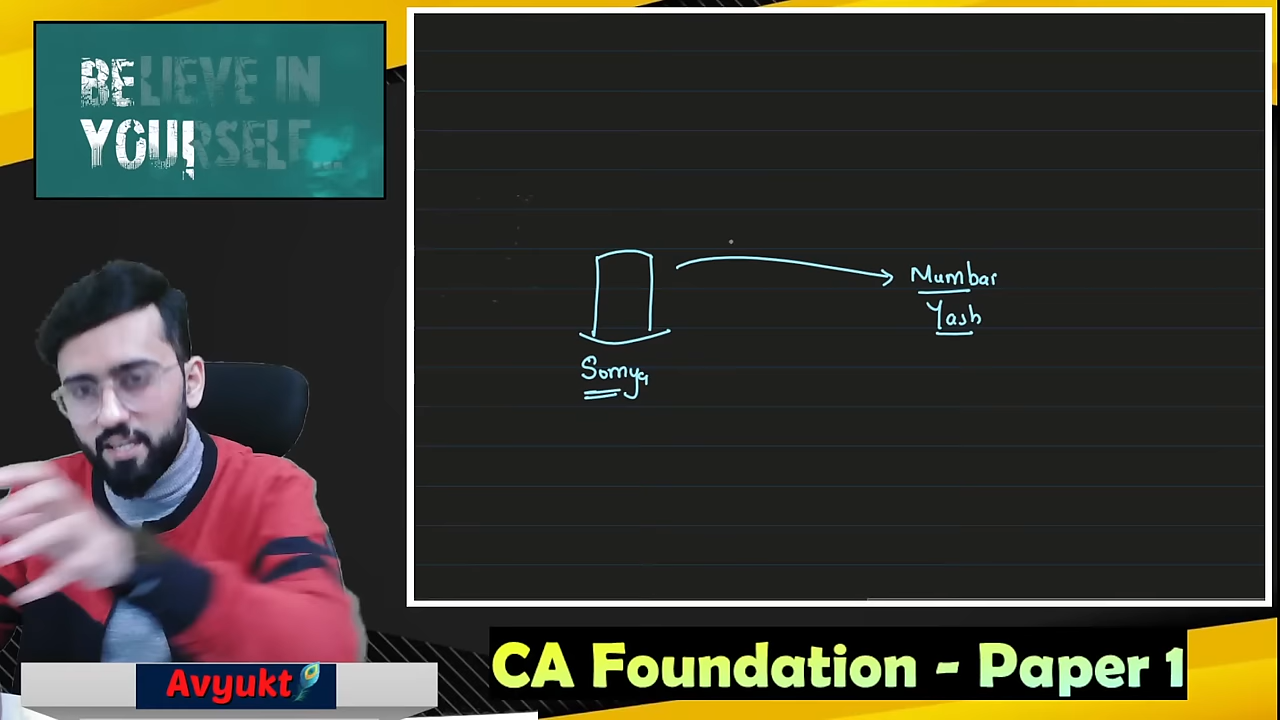 BELIEVE IN
YOURSELF...
Mumbai
Yash
Somya
Avyukt
CA Foundation - Paper 1